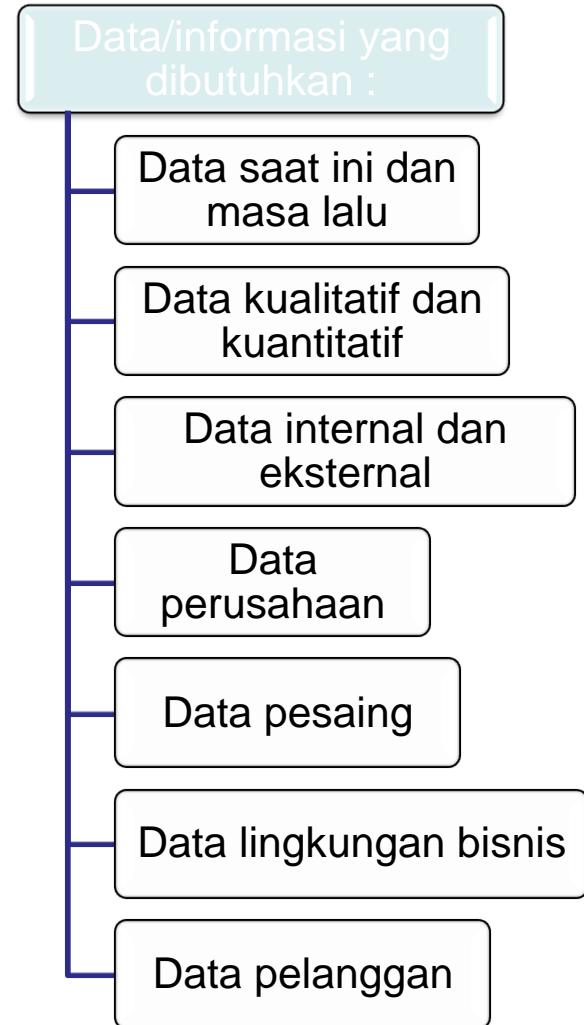 Data/informasi yang
dibutuhkan :
Data saat ini dan
masa lalu
Data kualitatif dan
kuantitatif
Data internal dan
eksternal
Data
perusahaan
Data pesaing
Data lingkungan bisnis
Data pelanggan